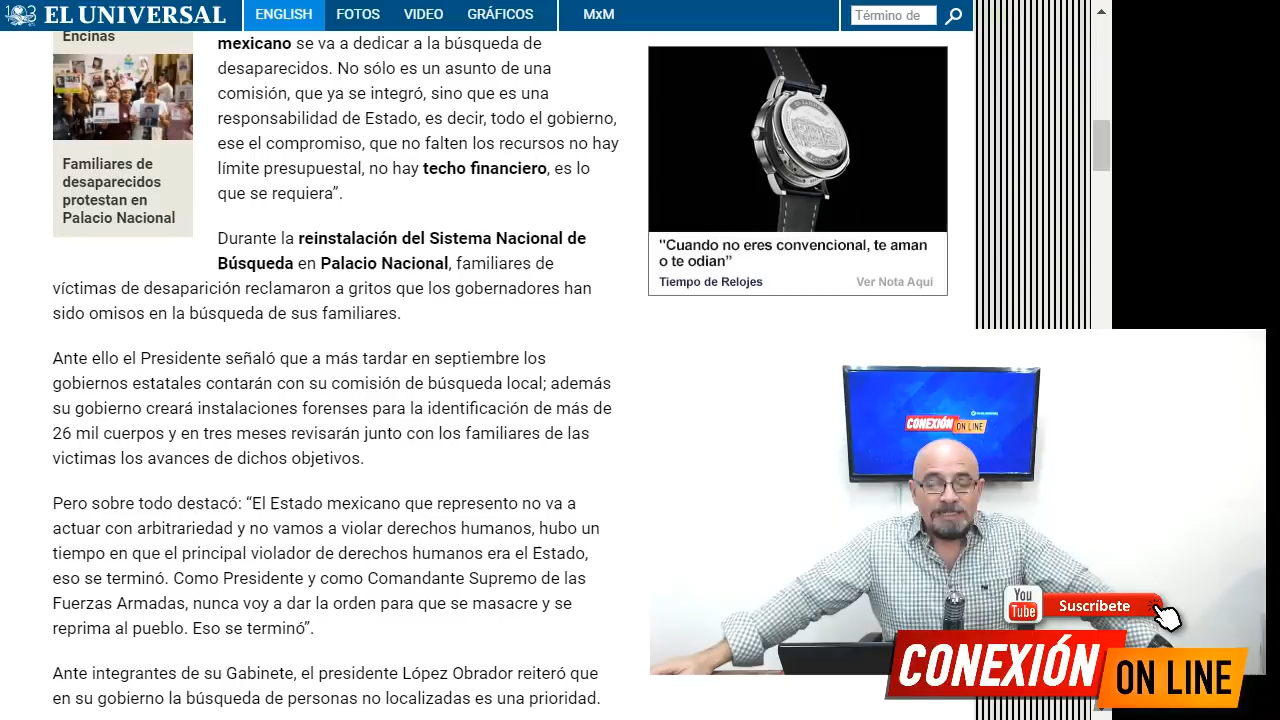 EL UNIVERSAL
ENGLISH
FOTOS
VIDEO
GRÁFICOS
MxM
Término de
Encinas
Familiares de
desaparecidos
protestan en
Palacio Nacional
mexicano se va a dedicar a la búsqueda de
desaparecidos. No sólo es un asunto de una
comisión, que ya se integró, sino que es una
responsabilidad de Estado, es decir, todo el gobierno,
ese el compromiso, que no falten los recursos no hay
límite presupuestal, no hay techo financiero, es lo
que se requiera”.
Durante la reinstalación del Sistema Nacional de
Búsqueda en Palacio Nacional, familiares de
víctimas de desaparición reclamaron a gritos que los gobernadores han
sido omisos en la búsqueda de sus familiares.
Ante ello el Presidente señaló que a más tardar en septiembre los
gobiernos estatales contarán con su comisión de búsqueda local; además
su gobierno creará instalaciones forenses para la identificación de más de
26 mil cuerpos y en tres meses revisarán junto con los familiares de las
victimas los avances de dichos objetivos.
Pero sobre todo destacó: “El Estado mexicano que represento no va a
actuar con arbitrariedad y no vamos a violar derechos humanos, hubo un
tiempo en que el principal violador de derechos humanos era el Estado,
eso se terminó. Como Presidente y como Comandante Supremo de las
Fuerzas Armadas, nunca voy a dar la orden para que se masacre y se
reprima al pueblo. Eso se terminó”.
Ante integrantes de su Gabinete, el presidente López Obrador reiteró que
en su gobierno la búsqueda de personas no localizadas es una prioridad.
"Cuando no eres convencional, te aman
o te odian”
Tiempo de Relojes
Ver Nota Aquí
CONEXIÓN ON LINE
You
Tube
Suscríbete
CONEXIÓN
ON LINE